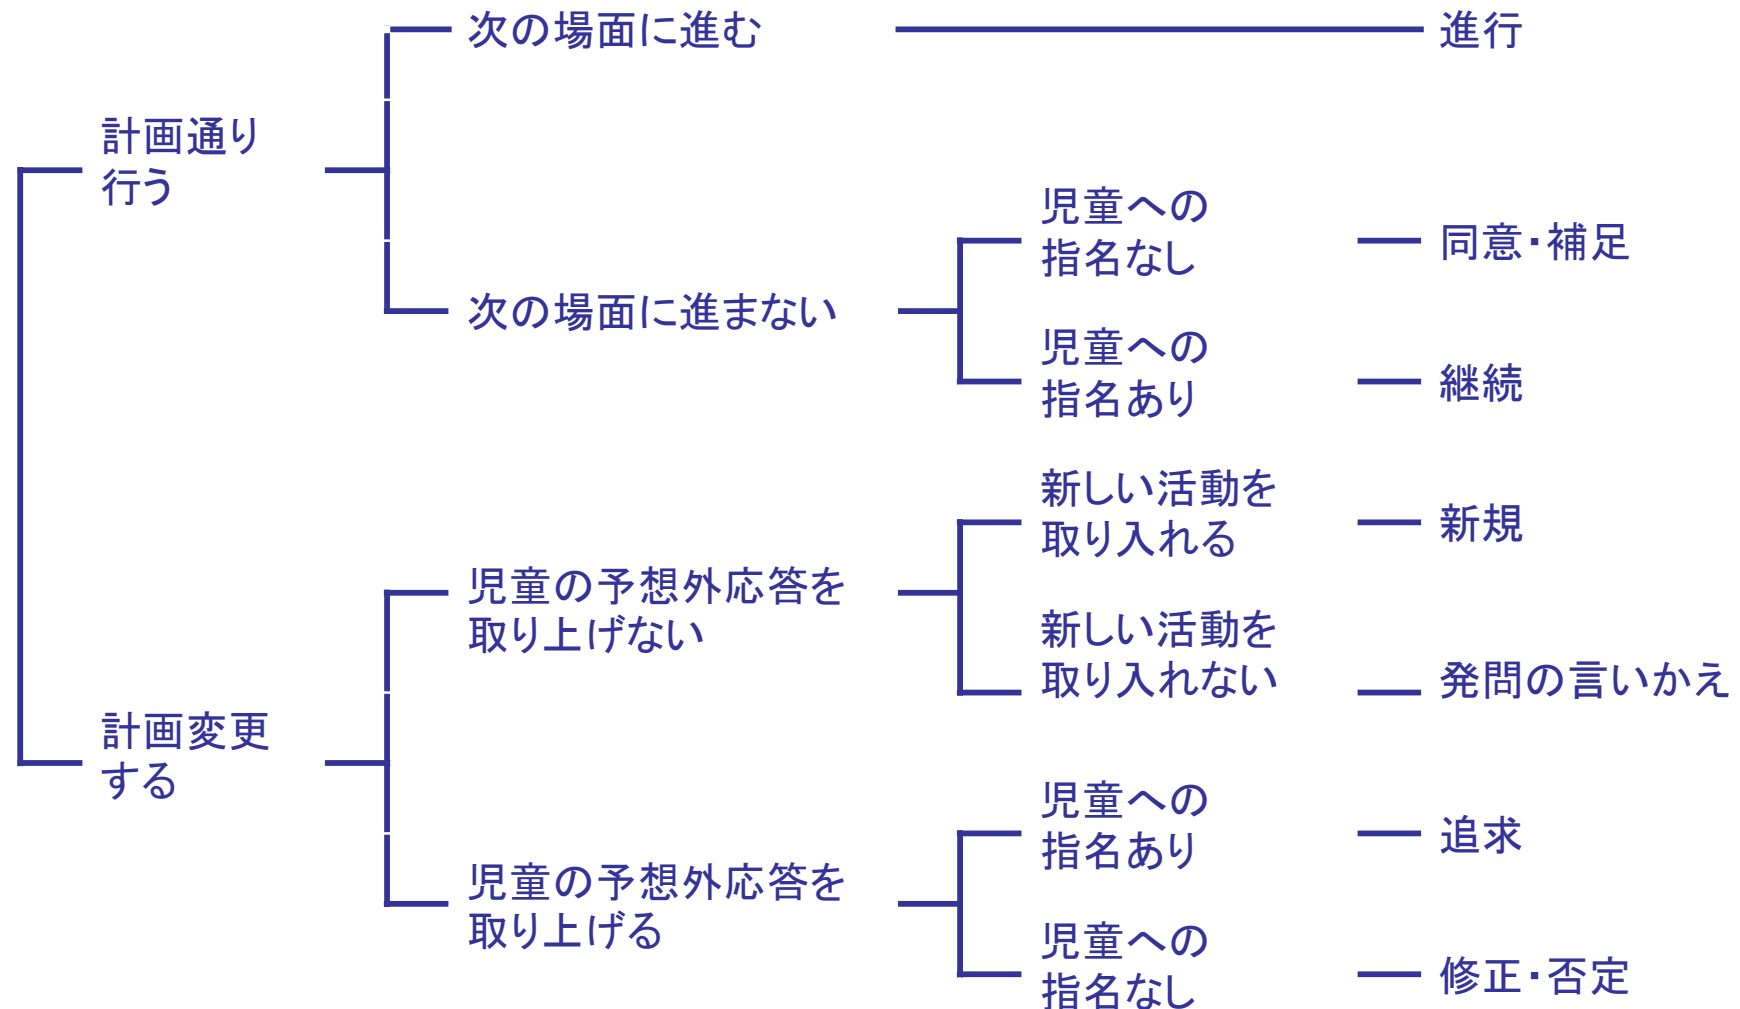 次の場面に進む
進行
計画通り
行う
児童への
指名なし
同意・補足
次の場面に進まない
児童への
指名あり
継続
新しい活動を
取り入れる
新規
児童の予想外応答を
取り上げない
新しい活動を
取り入れない
発問の言いかえ
計画変更
する
児童への
指名あり
追求
児童の予想外応答を
取り上げる
児童への
指名なし
修正・否定